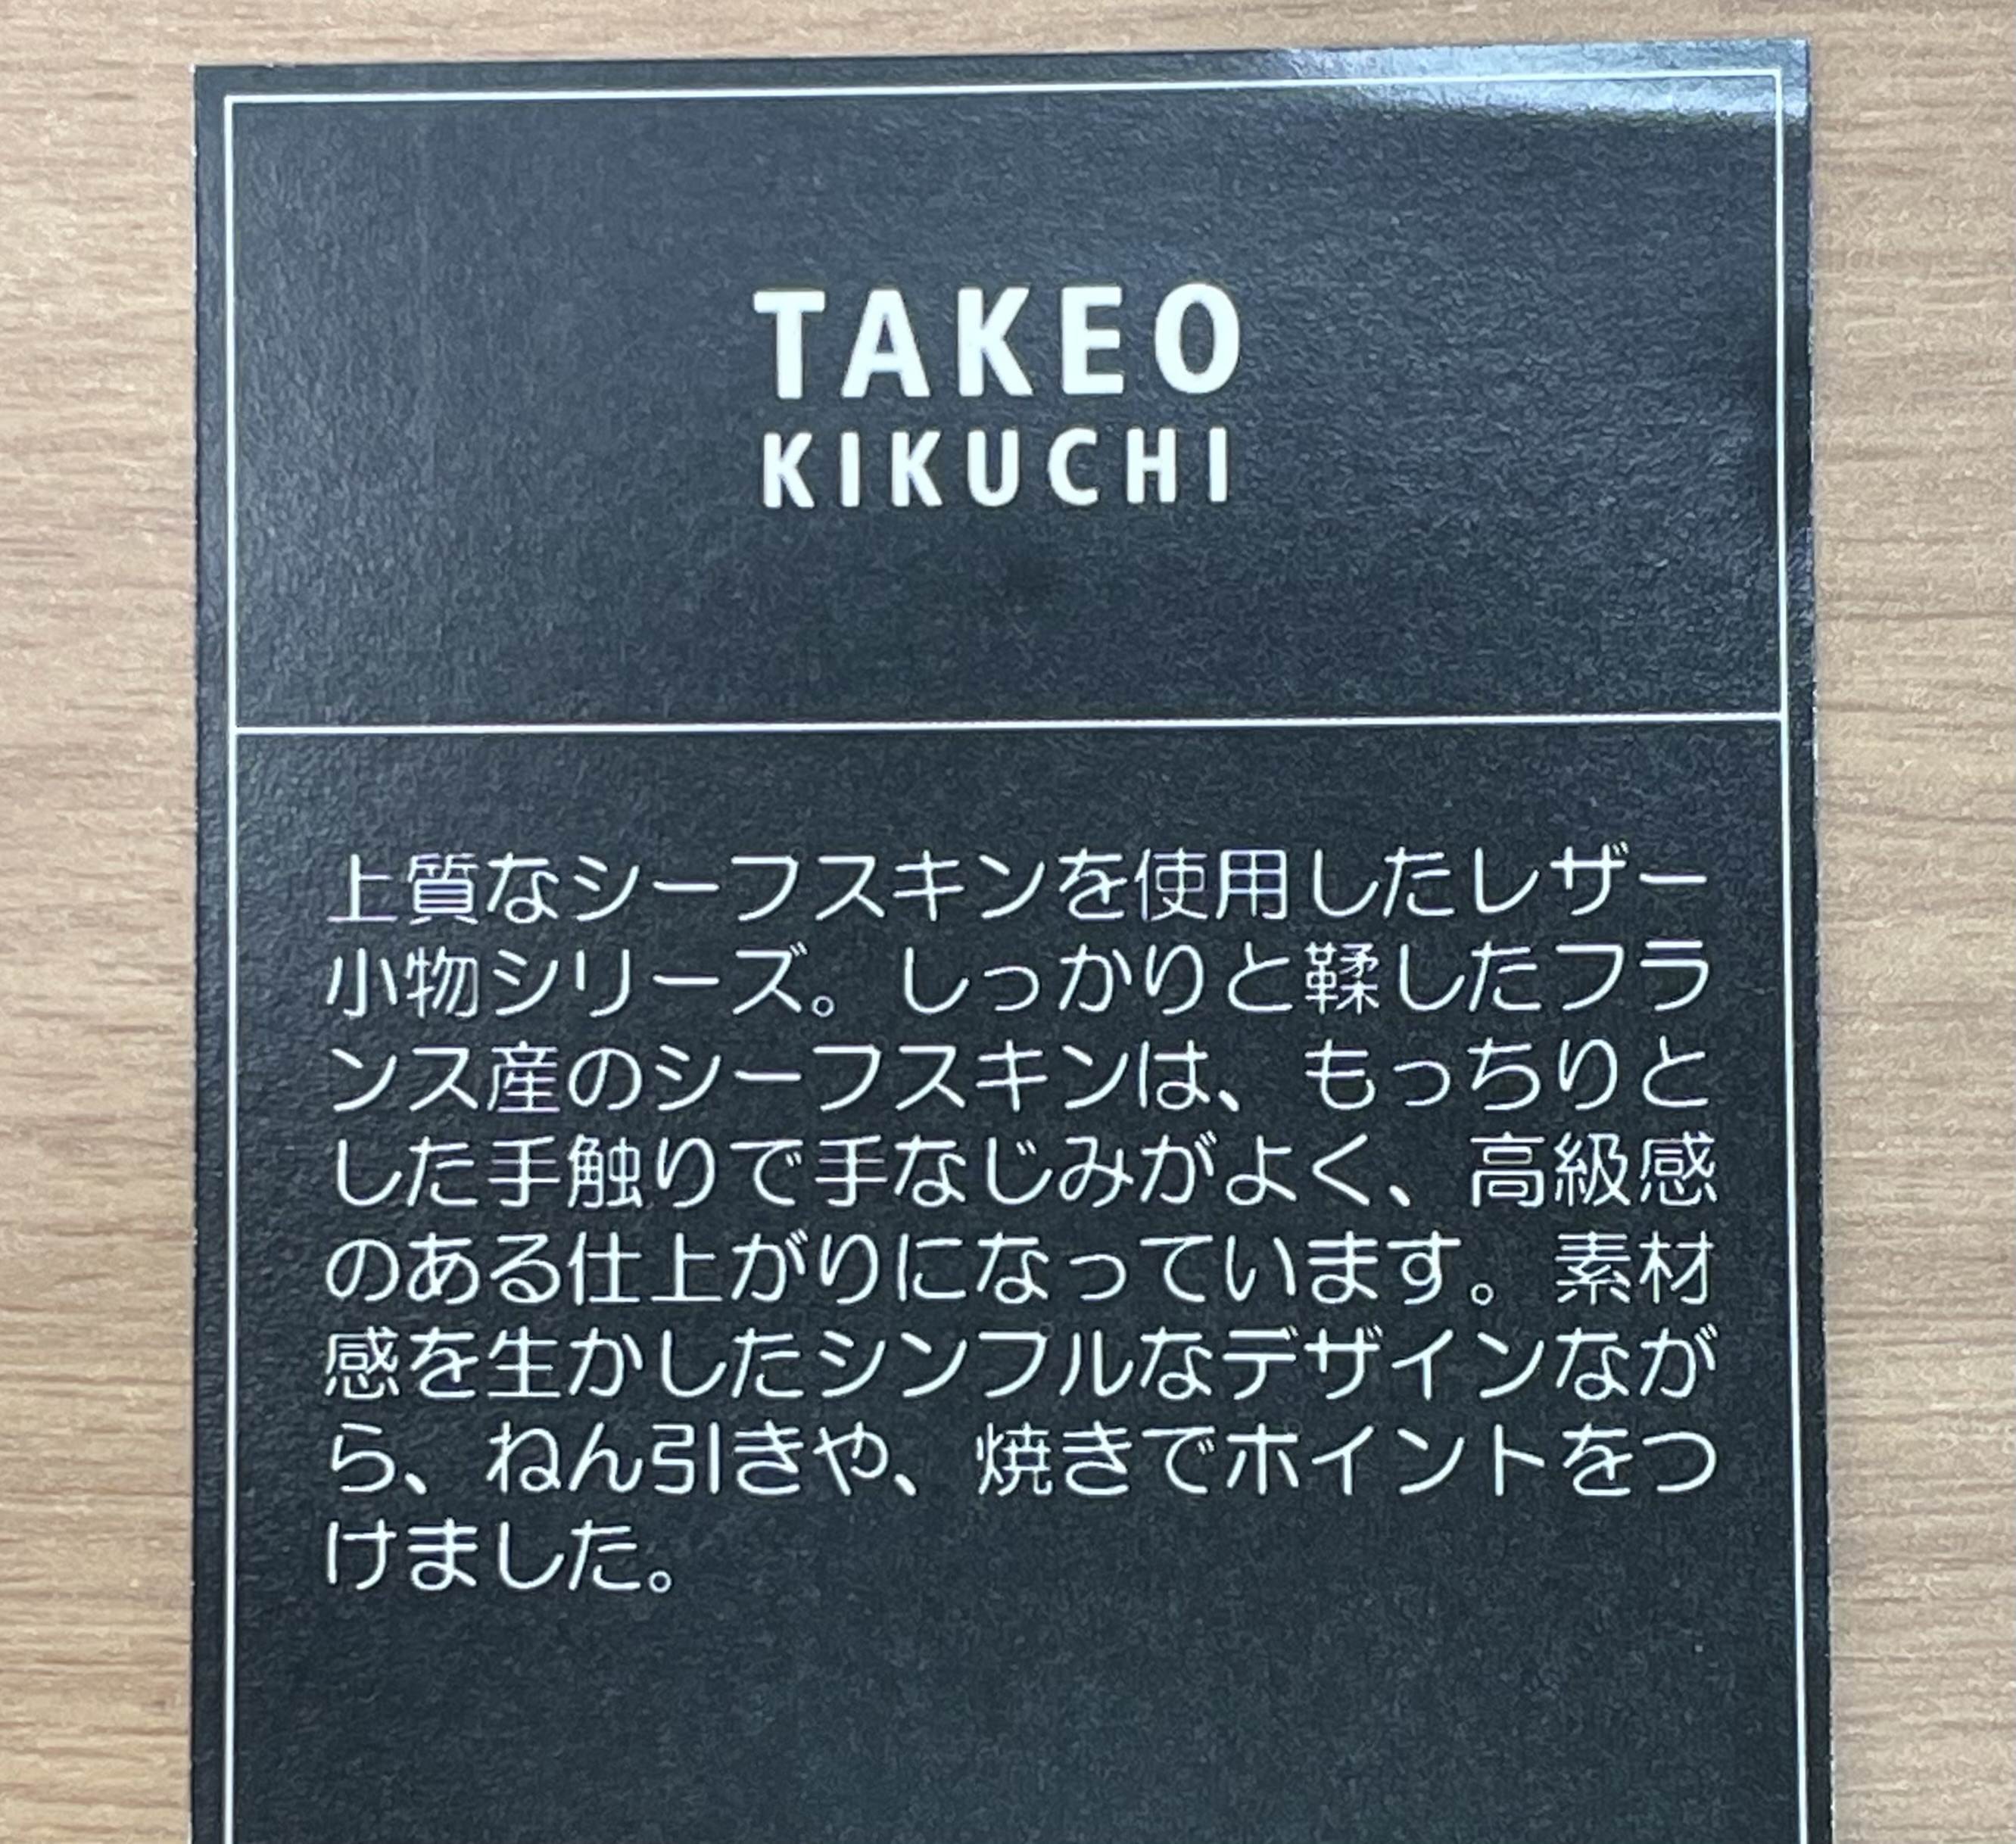 TAKEO
KIKUCHI
上質なシープスキンを使用したレザー
小物シリーズ。しっかりと鞣したフラ
ンス産のシープスキンは、もっちりと
した手触りで手なじみがよく、高級感
のある仕上がりになっています。素材
感を生かしたシンプルなデザインなが
ら、ねん引きや、焼きでポイントをつ
けました。